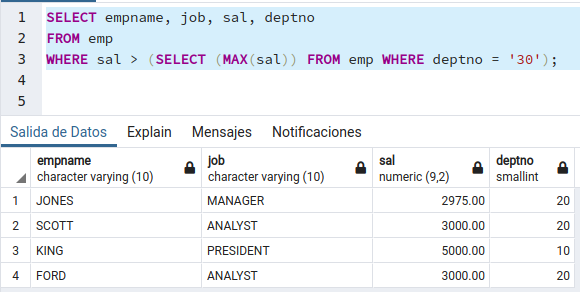 1 SELECT empname, job, sal, deptno
2 FROM emp
3 WHERE sal > (SELECT (MAX(sal)) FROM emp WHERE deptno = '30');
4
5
Salida de Datos Explain Mensajes Notificaciones
empname job sal deptno
character varying (10) character varying (10) numeric (9,2) smallint
1 JONES MANAGER 2975.00 20
2 SCOTT ANALYST 3000.00 20
3 KING PRESIDENT 5000.00 10
4 FORD ANALYST 3000.00 20